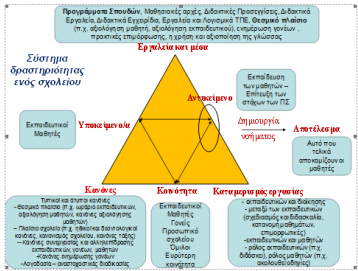 Προγράμματα Σπουδών, Μαθησιακές αρχές, Διδακτικές Προσεγγίσεις, Διδακτικά
Εργαλεία, Διδακτικά Εγχειρίδια, Εργαλεία και Λογισμικά ΤΠΕ, Θεσμικό πλαίσιο
(π.χ. αξιολόγηση μαθητή, αξιολόγηση εκπαιδευτικού), ενημέρωση γονέων ,
πρακτικές επιμόρφωσης, η χρήση και αξιοποίηση της γλώσσας
Εργαλεία και μέσα
Σύστημα
δραστηριότητας
ενός σχολείου
Αντικείμενο
Εκπαίδευση
των μαθητών –
Επίτευξη των
στόχων των ΠΣ
Εκπαιδευτικοί
Μαθητές
Υποκείμενο/α
Δημιουργία
νοήματος
Αποτέλεσμα
Αυτό που
τελικά
αποκομίζουν οι
μαθητές
Κανόνες
Κοινότητα
Καταμερισμός εργασίας
Τυπικοί και άτυποι κανόνες
- Θεσμικό πλαίσιο (π.χ. ωράριο εκπαιδευτικών,
αξιολόγηση μαθητών, κανόνες αξιολόγησης
μαθητών)
– Πλαίσιο σχολείου (π.χ. ηθικοί και δεοντολογικοί
κανόνες, κανονισμός σχολείου, κανόνες τάξης)
– Κανόνες συνεργασίας και αλληλεπίδρασης
εκπαιδευτικών, γονέων, μαθητών
-Κανόνες ενημέρωσης γονέων
-Λογοδοσία – αναστοχαστικές διαδικασίες
Εκπαιδευτικοί
Μαθητές
Γονείς
Προσωπικό
σχολείου
Όμιλοι
Ευρύτερη
κοινότητα
- εκπαιδευτικών και διοίκησης
- μεταξύ των εκπαιδευτικών
(σχεδιασμός και διδασκαλία,
κατανομή μαθημάτων,
επιμορφώσεις)
-εκπαιδευτικών και μαθητών
- ρόλος εκπαιδευτικών (π.χ.
διδάσκω), ρόλος μαθητών (π.χ.
ακολουθεί οδηγίες)